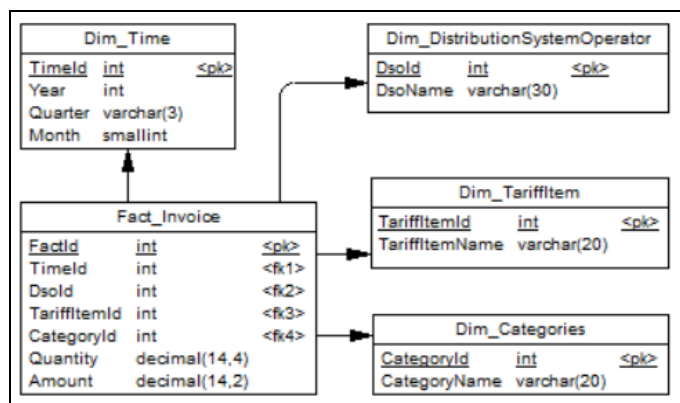 Dim_Time
TimeId int <pk>
Year int
Quarter varchar(3)
Month smallint
Dim_DistributionSystemOperator
DsoId int <pk>
DsoName varchar(30)
Fact_Invoice
FactId int <pk>
TimeId int <fk1>
DsoId int <fk2>
TariffItemId int <fk3>
CategoryId int <fk4>
Quantity decimal(14,4)
Amount decimal(14,2)
Dim_TariffItem
TariffItemId int <pk>
TariffItemName varchar(20)
Dim_Categories
CategoryId int <pk>
CategoryName varchar(20)